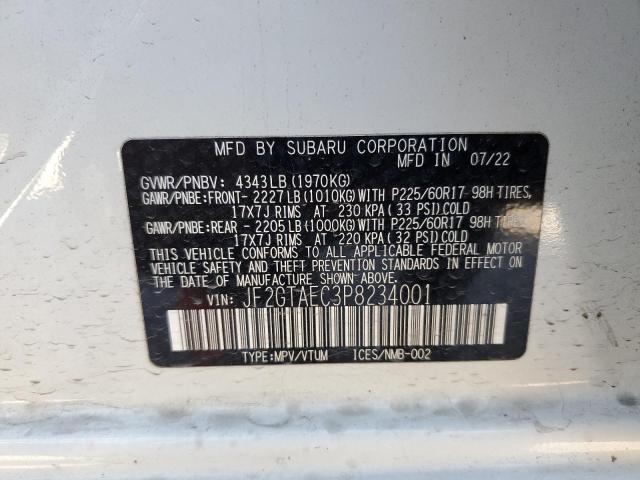 MFD BY SUBARU CORPORATION
MFD IN 07/22
GVWR/PNBV: 4343LB(1970KG)
GAWR/PNBE:FRONT-2227LB(1010KG)WITH P225/60R17 98H TIRES,
17X7J RIMS AT 230 KPA(33 PSI)COLD
GAWR/PNBE:REAR -2205LB(1000KG)WITH P225/60R17 98H TIRES,
17X7J RIMS AT 220 KPA(32 PSI)COLD
THIS VEHICLE CONFORMS TO ALL APPLICABLE FEDERAL MOTOR
VEHICLE SAFETY AND THEFT PREVENTION STANDARDS IN EFFECT ON
THE DATE OF MANUFACTURE SHOWN ABOVE.
VIN: JF2GTAEC3P8234001
TYPE:MPV/VTUM ICES/NMB-002